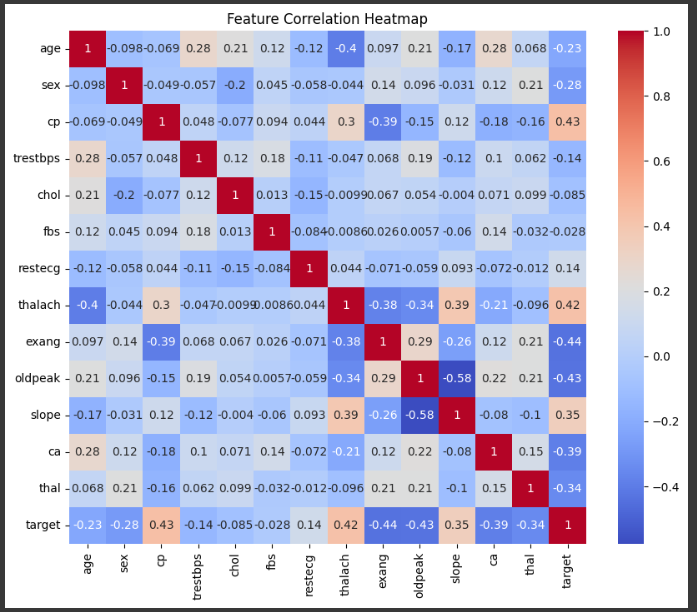 Feature Correlation Heatmap
age 1 -0.098 -0.069 0.28 0.21 0.12 -0.12 -0.4 0.097 0.21 -0.17 0.28 0.068 -0.23
sex -0.098 1 -0.049 -0.057 -0.2 0.045 -0.058 -0.044 0.14 0.096 -0.031 0.12 0.21 -0.28
cp -0.069 -0.049 1 0.048 -0.077 0.094 0.044 0.3 -0.39 -0.15 0.12 -0.18 -0.16 0.43
trestbps 0.28 -0.057 0.048 1 0.12 0.18 -0.11 -0.047 0.068 0.19 -0.12 0.1 0.062 -0.14
chol 0.21 -0.2 -0.077 0.12 1 0.013 -0.15 -0.0099 0.067 0.054 -0.004 0.071 0.099 -0.085
fbs 0.12 0.045 0.094 0.18 0.013 1 -0.084 -0.0086 0.026 0.0057 -0.06 0.14 -0.032 -0.028
restecg -0.12 -0.058 0.044 -0.11 -0.15 -0.084 1 0.044 -0.071 -0.059 0.093 -0.072 -0.012 0.14
thalach -0.4 -0.044 0.3 -0.047 -0.0099 -0.0086 0.044 1 -0.38 -0.34 0.39 -0.21 -0.096 0.42
exang 0.097 0.14 -0.39 0.068 0.067 0.026 -0.071 -0.38 1 0.29 -0.26 0.12 0.21 -0.44
oldpeak 0.21 0.096 -0.15 0.19 0.054 0.0057 -0.059 -0.34 0.29 1 -0.58 0.22 0.21 -0.43
slope -0.17 -0.031 0.12 -0.12 -0.004 -0.06 0.093 0.39 -0.26 -0.58 1 -0.08 -0.1 0.35
ca 0.28 0.12 -0.18 0.1 0.071 0.14 -0.072 -0.21 0.12 0.22 -0.08 1 0.15 -0.39
thal 0.068 0.21 -0.16 0.062 0.099 -0.032 -0.012 -0.096 0.21 0.21 -0.1 0.15 1 -0.34
target -0.23 -0.28 0.43 -0.14 -0.085 -0.028 0.14 0.42 -0.44 -0.43 0.35 -0.39 -0.34 1
age sex cp trestbps chol fbs restecg thalach exang oldpeak slope ca thal target
1.0
0.8
0.6
0.4
0.2
0.0
−0.2
−0.4